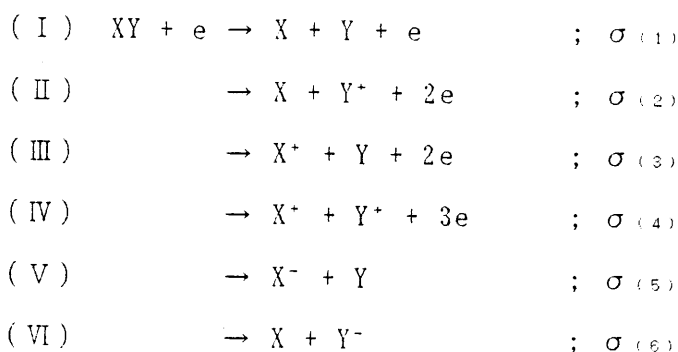 ( I ) XY + e → X + Y + e ; σ (1)
( Ⅱ ) → X + Y⁺ + 2e ; σ (2)
( Ⅲ ) → X⁺ + Y + 2e ; σ (3)
( Ⅳ ) → X⁺ + Y⁺ + 3e ; σ (4)
( Ⅴ ) → X⁻ + Y ; σ (5)
( Ⅵ ) → X + Y⁻ ; σ (6)